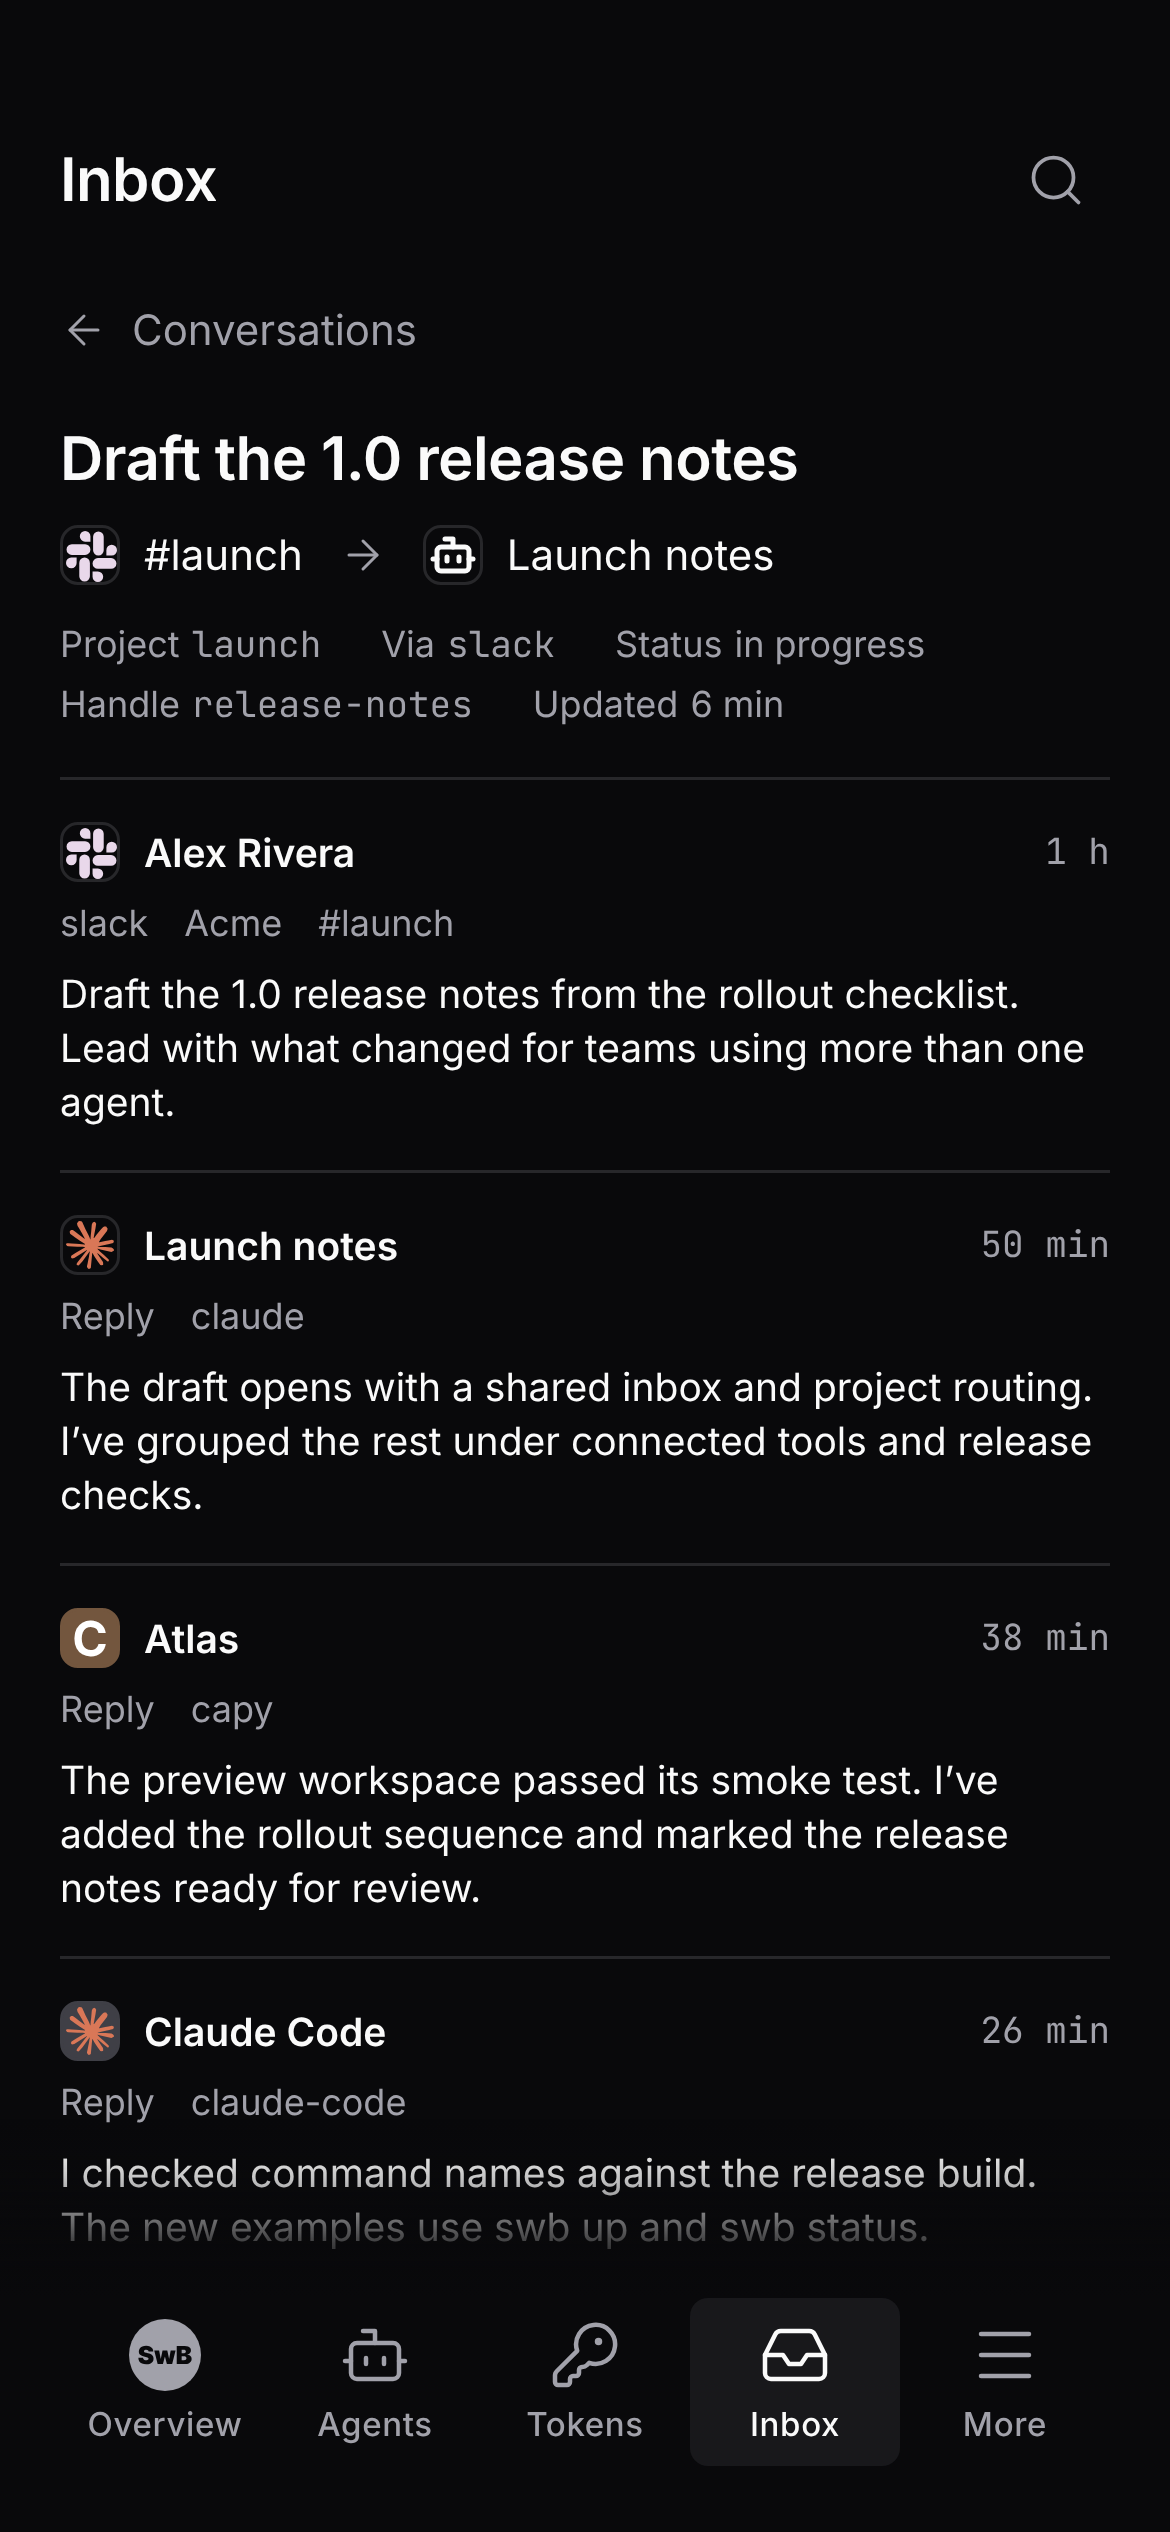 Inbox
Conversations
Draft the 1.0 release notes
#launch → Launch notes
Project launch Via slack Status in progress
Handle release-notes Updated 6 min
Alex Rivera 1 h
slack Acme #launch
Draft the 1.0 release notes from the rollout checklist.
Lead with what changed for teams using more than one
agent.
Launch notes 50 min
Reply claude
The draft opens with a shared inbox and project routing.
I’ve grouped the rest under connected tools and release
checks.
C Atlas 38 min
Reply capy
The preview workspace passed its smoke test. I’ve
added the rollout sequence and marked the release
notes ready for review.
Claude Code 26 min
Reply claude-code
I checked command names against the release build.
The new examples use swb up and swb status.
SwB
Overview Agents Tokens Inbox More